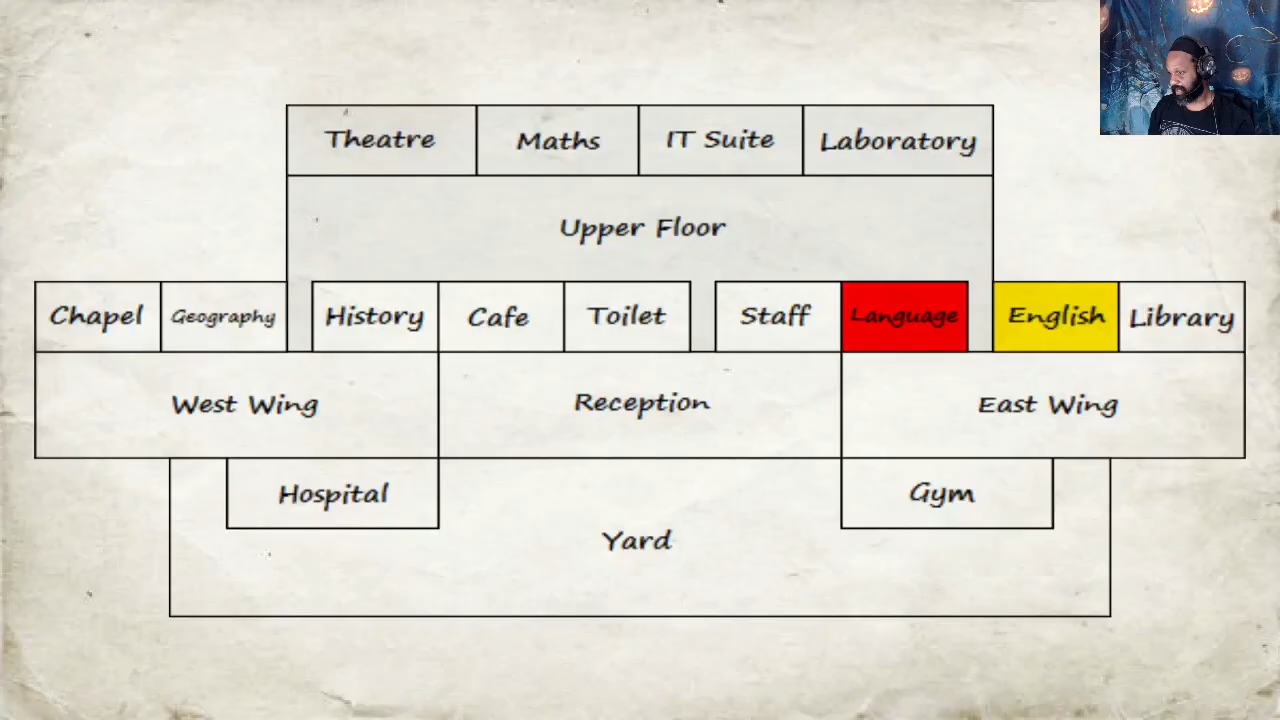 Theatre
Maths
IT Suite
Laboratory
Upper Floor
Chapel
Geography
History
Cafe
Toilet
Staff
Language
English
Library
West Wing
Reception
East Wing
Hospital
Gym
Yard